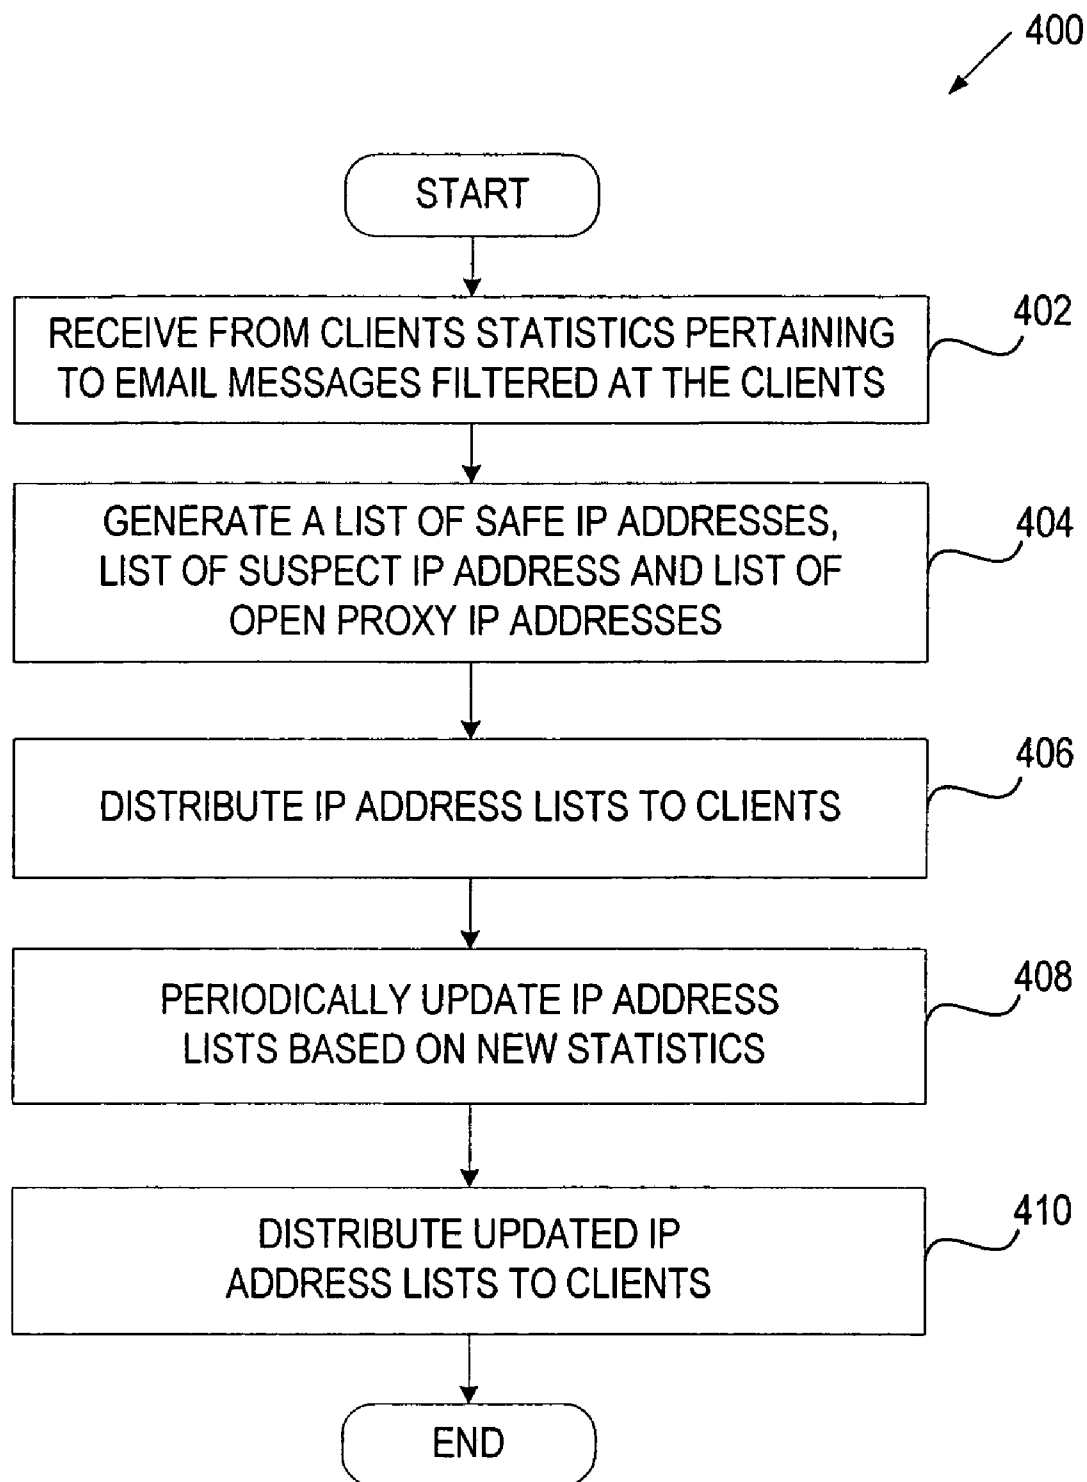 400
START
RECEIVE FROM CLIENTS STATISTICS PERTAINING
TO EMAIL MESSAGES FILTERED AT THE CLIENTS
402
GENERATE A LIST OF SAFE IP ADDRESSES,
LIST OF SUSPECT IP ADDRESS AND LIST OF
OPEN PROXY IP ADDRESSES
404
DISTRIBUTE IP ADDRESS LISTS TO CLIENTS
406
PERIODICALLY UPDATE IP ADDRESS
LISTS BASED ON NEW STATISTICS
408
DISTRIBUTE UPDATED IP
ADDRESS LISTS TO CLIENTS
410
END